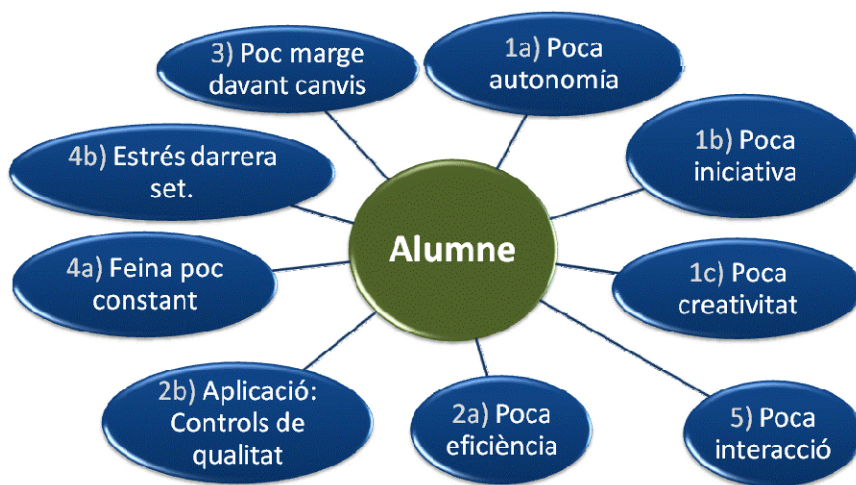 3) Poc marge
davant canvis
1a) Poca
autonomía
4b) Estrés darrera
set.
1b) Poca
iniciativa
Alumne
4a) Feina poc
constant
1c) Poca
creativitat
2b) Aplicació:
Controls de
qualitat
2a) Poca
eficiència
5) Poca
interacció